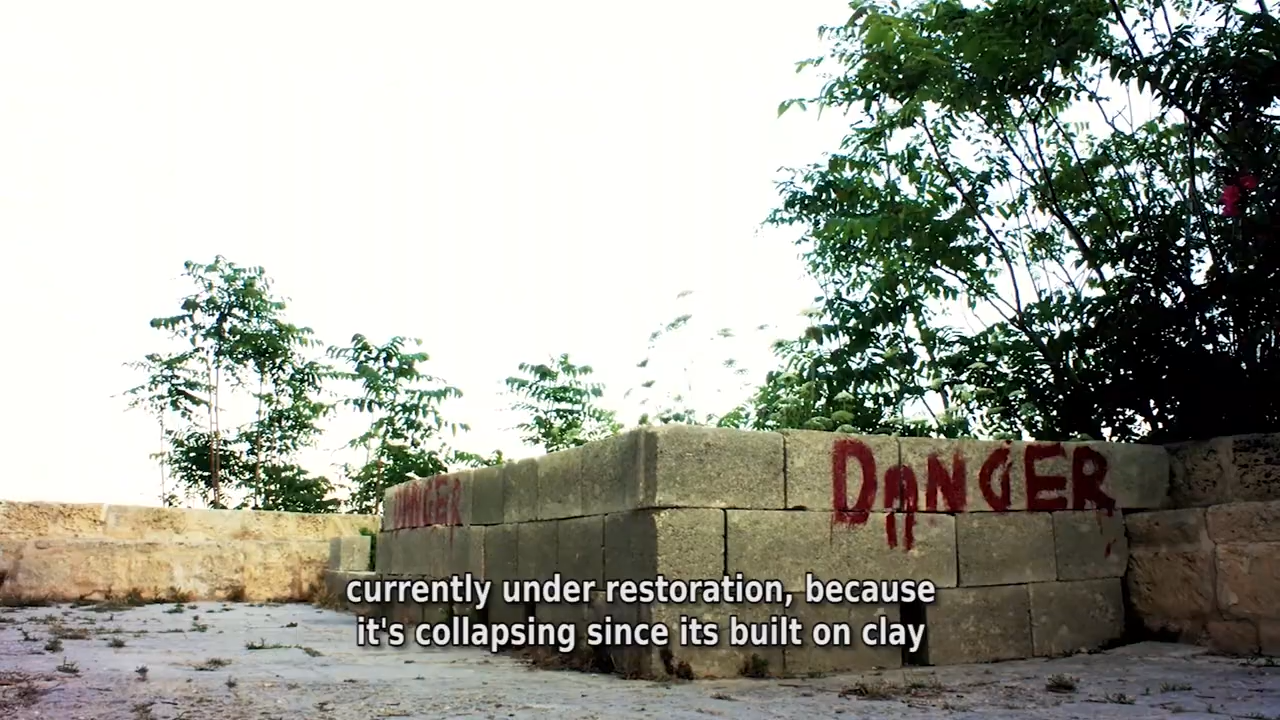 DANGER
DaNGER
currently under restoration, because
it's collapsing since its built on clay